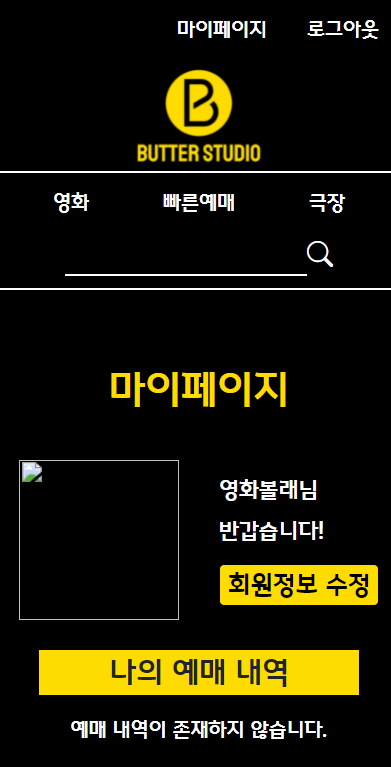 마이페이지 로그아웃
B
BUTTER STUDIO
영화 빠른예매 극장
마이페이지
영화볼래님
반갑습니다!
회원정보 수정
나의 예매 내역
예매 내역이 존재하지 않습니다.